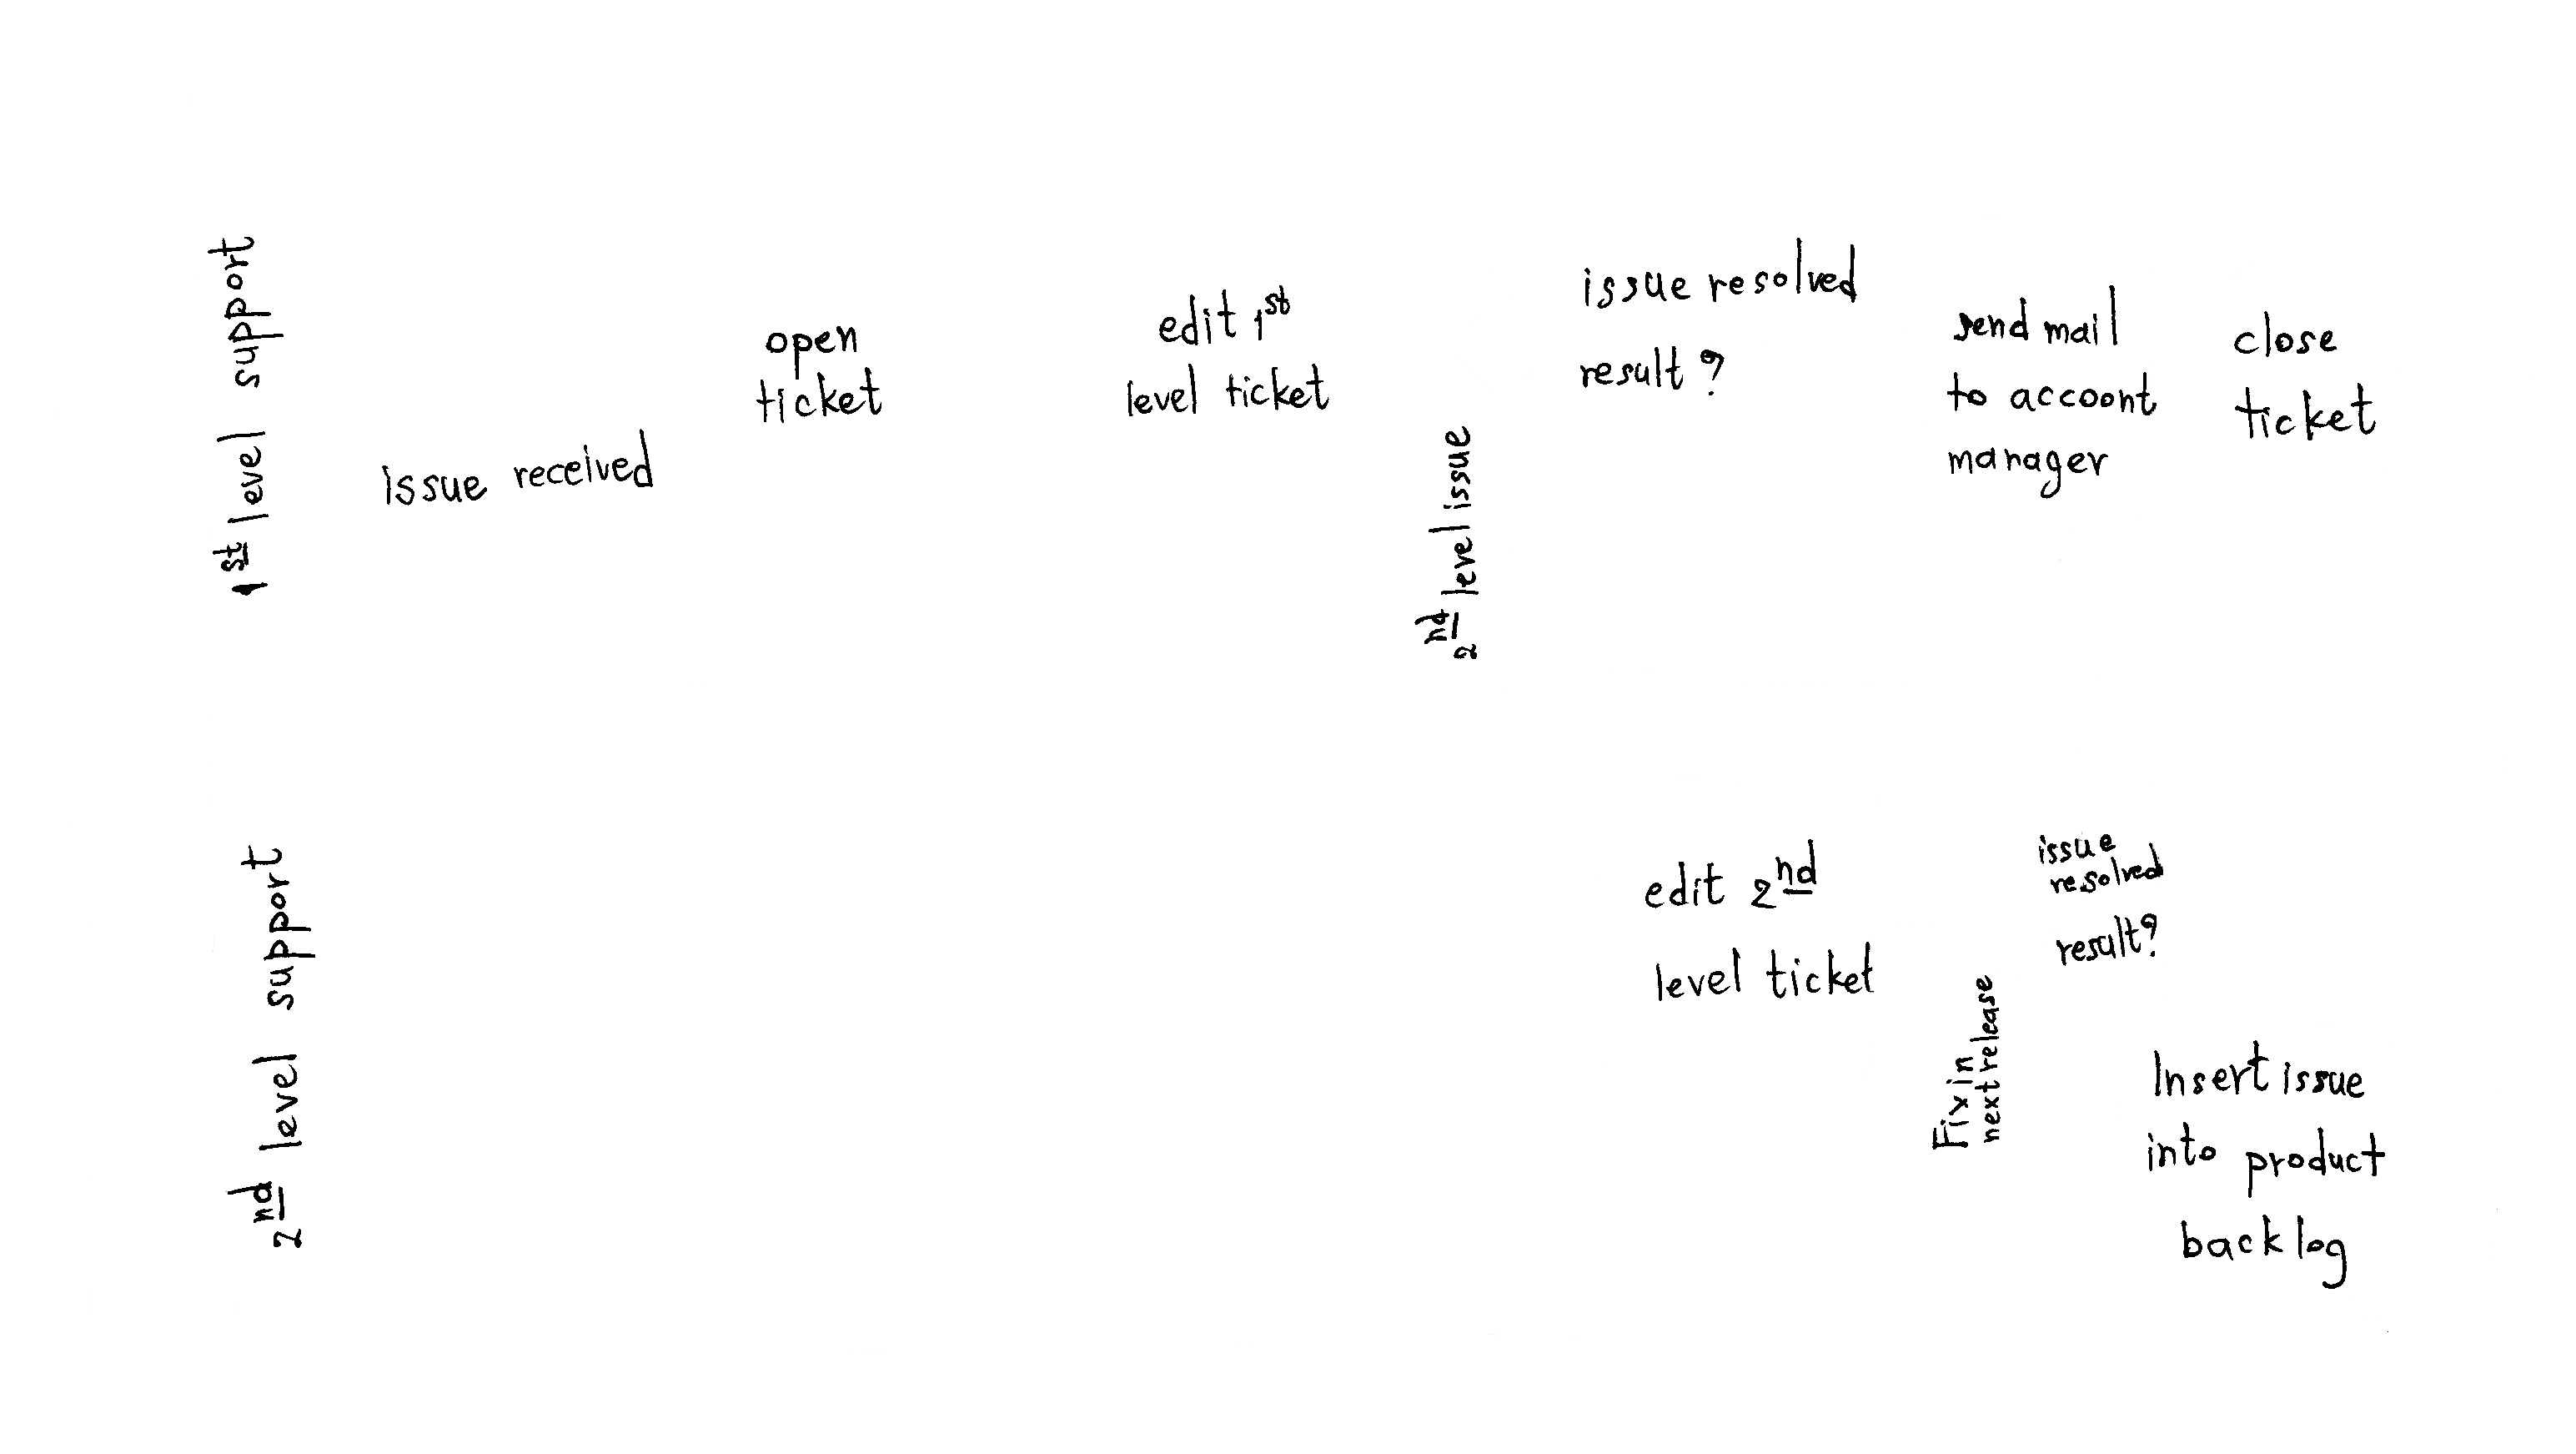 1st level support
issue received
open
ticket
edit 1st
level ticket
2nd level issue
issue resolved
result?
send mail
to accoont
manager
close
ticket
2nd level support
edit 2nd
level ticket
Fix in
next release
issue
resolved
result?
Insert issue
into product
backlog